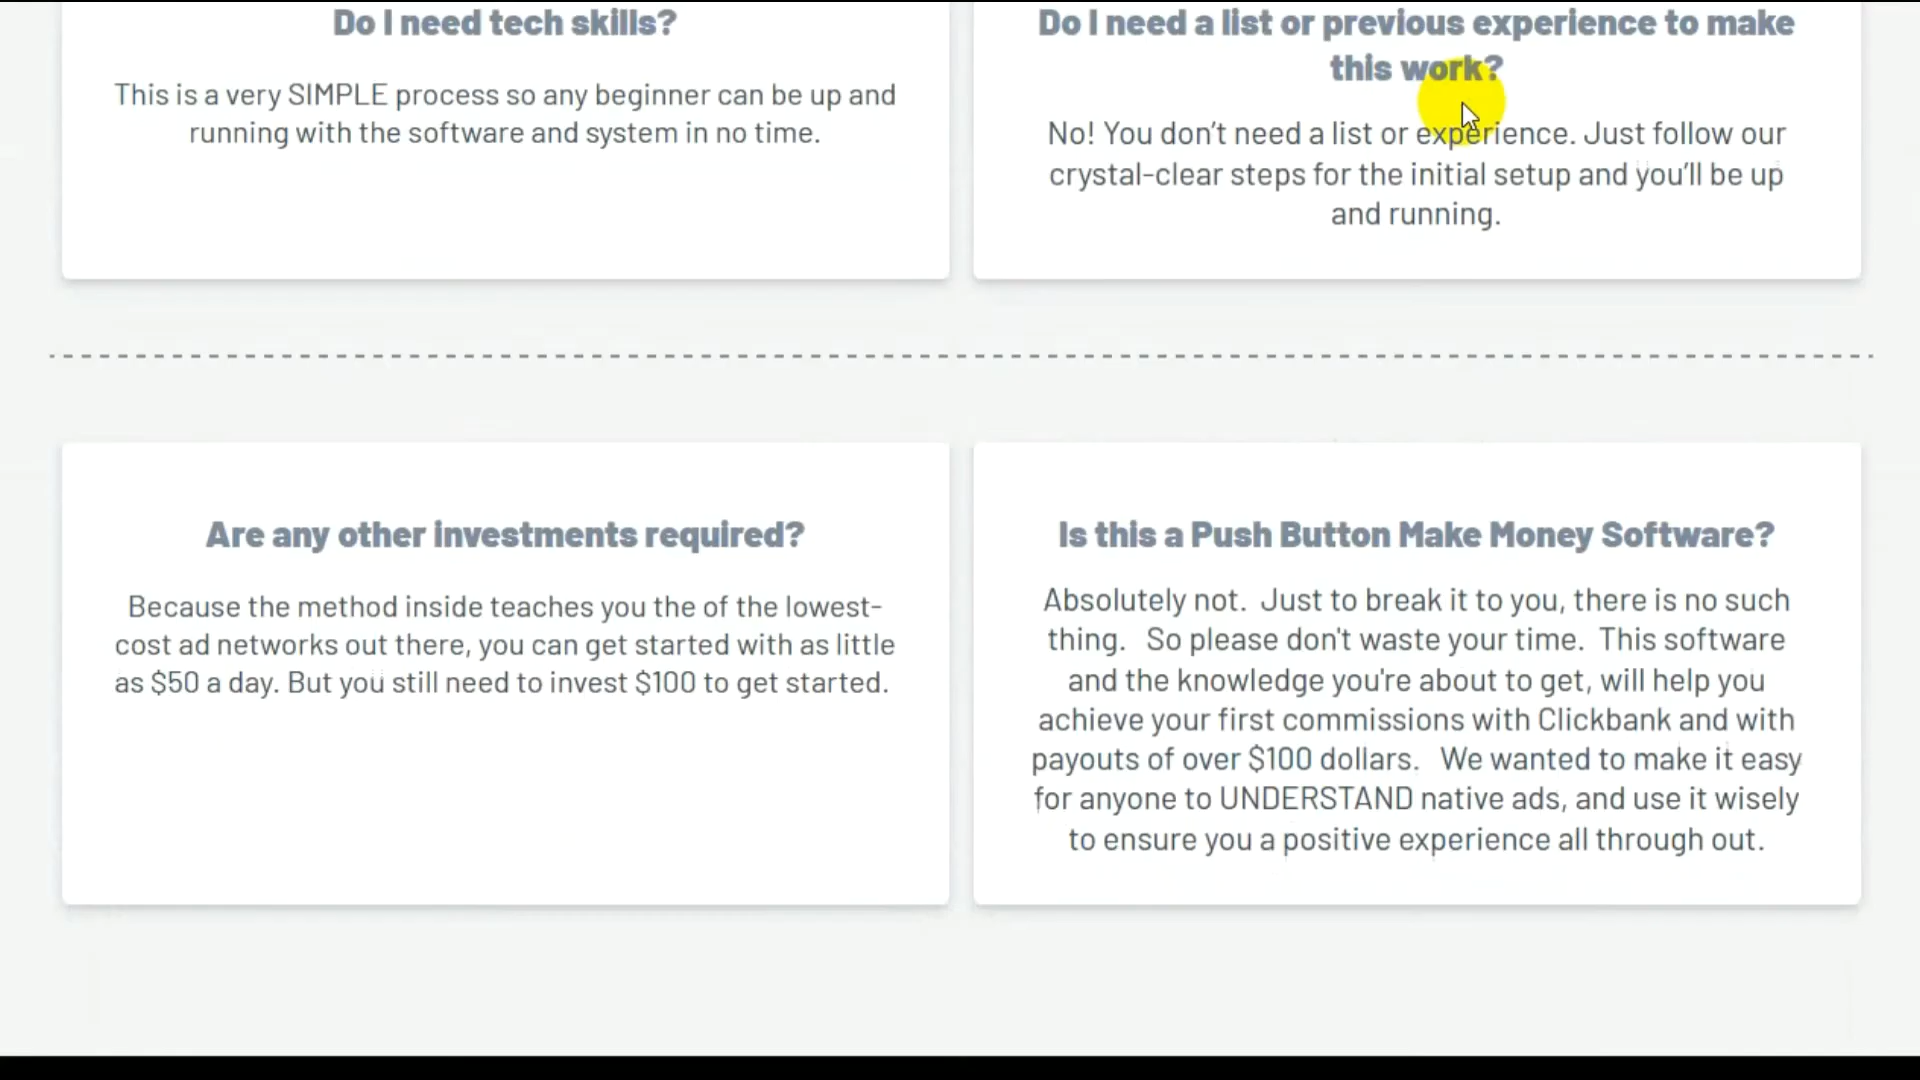 Do I need tech skills?
This is a very SIMPLE process so any beginner can be up and
running with the software and system in no time.
Do I need a list or previous experience to make
this work?
No! You don't need a list or experience. Just follow our
crystal-clear steps for the initial setup and you'll be up
and running.
Are any other investments required?
Because the method inside teaches you the of the lowest-
cost ad networks out there, you can get started with as little
as $50 a day. But you still need to invest $100 to get started.
Is this a Push Button Make Money Software?
Absolutely not.  Just to break it to you, there is no such
thing.   So please don't waste your time.  This software
and the knowledge you're about to get, will help you
achieve your first commissions with Clickbank and with
payouts of over $100 dollars.   We wanted to make it easy
for anyone to UNDERSTAND native ads, and use it wisely
to ensure you a positive experience all through out.